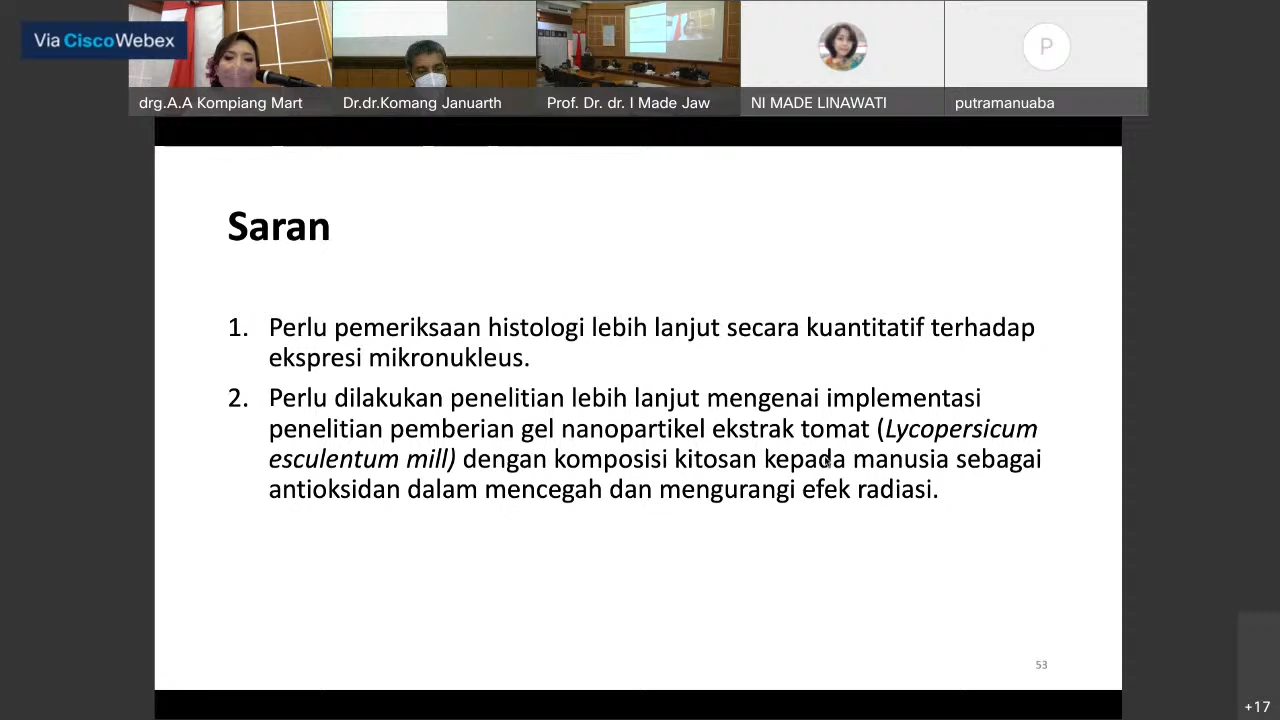 Via CiscoWebex
drg.A.A Kompiang Mart
Dr.dr.Komang Januarth
Prof. Dr. dr. I Made Jaw
NI MADE LINAWATI
P
putramanuaba
Saran
1. Perlu pemeriksaan histologi lebih lanjut secara kuantitatif terhadap
ekspresi mikronukleus.
2. Perlu dilakukan penelitian lebih lanjut mengenai implementasi
penelitian pemberian gel nanopartikel ekstrak tomat (Lycopersicum
esculentum mill) dengan komposisi kitosan kepada manusia sebagai
antioksidan dalam mencegah dan mengurangi efek radiasi.
53
+17